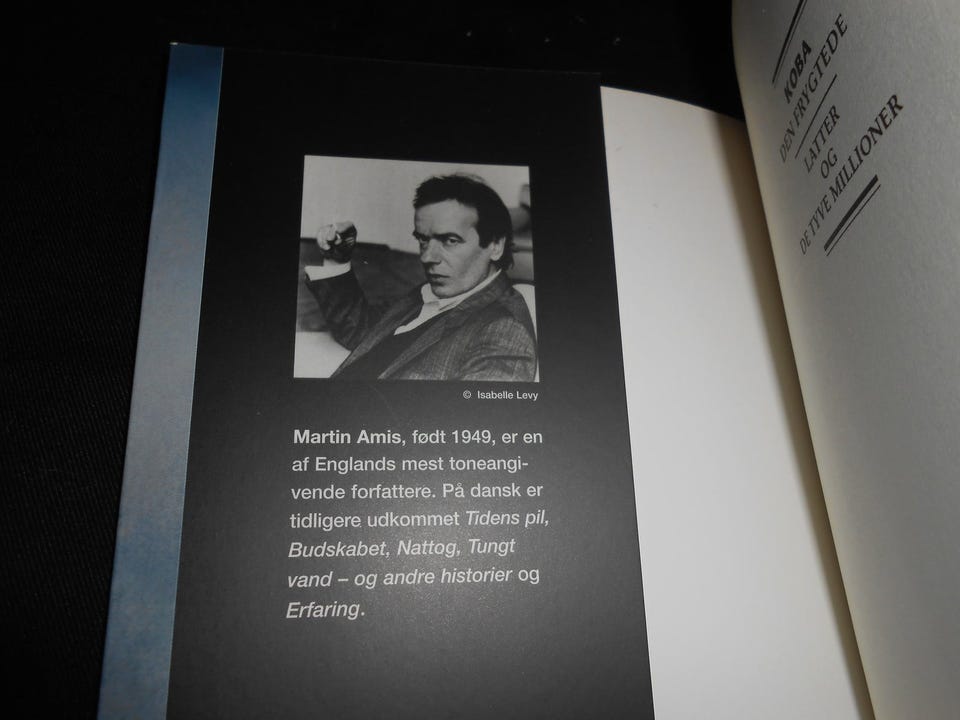 © Isabelle Levy
Martin Amis, født 1949, er en
af Englands mest toneangi-
vende forfattere. På dansk er
tidligere udkommet Tidens pil,
Budskabet, Nattog, Tungt
vand – og andre historier og
Erfaring.
KOBA
DEN FRYGTEDE
LATTER
OG
DE TYVE MILLIONER